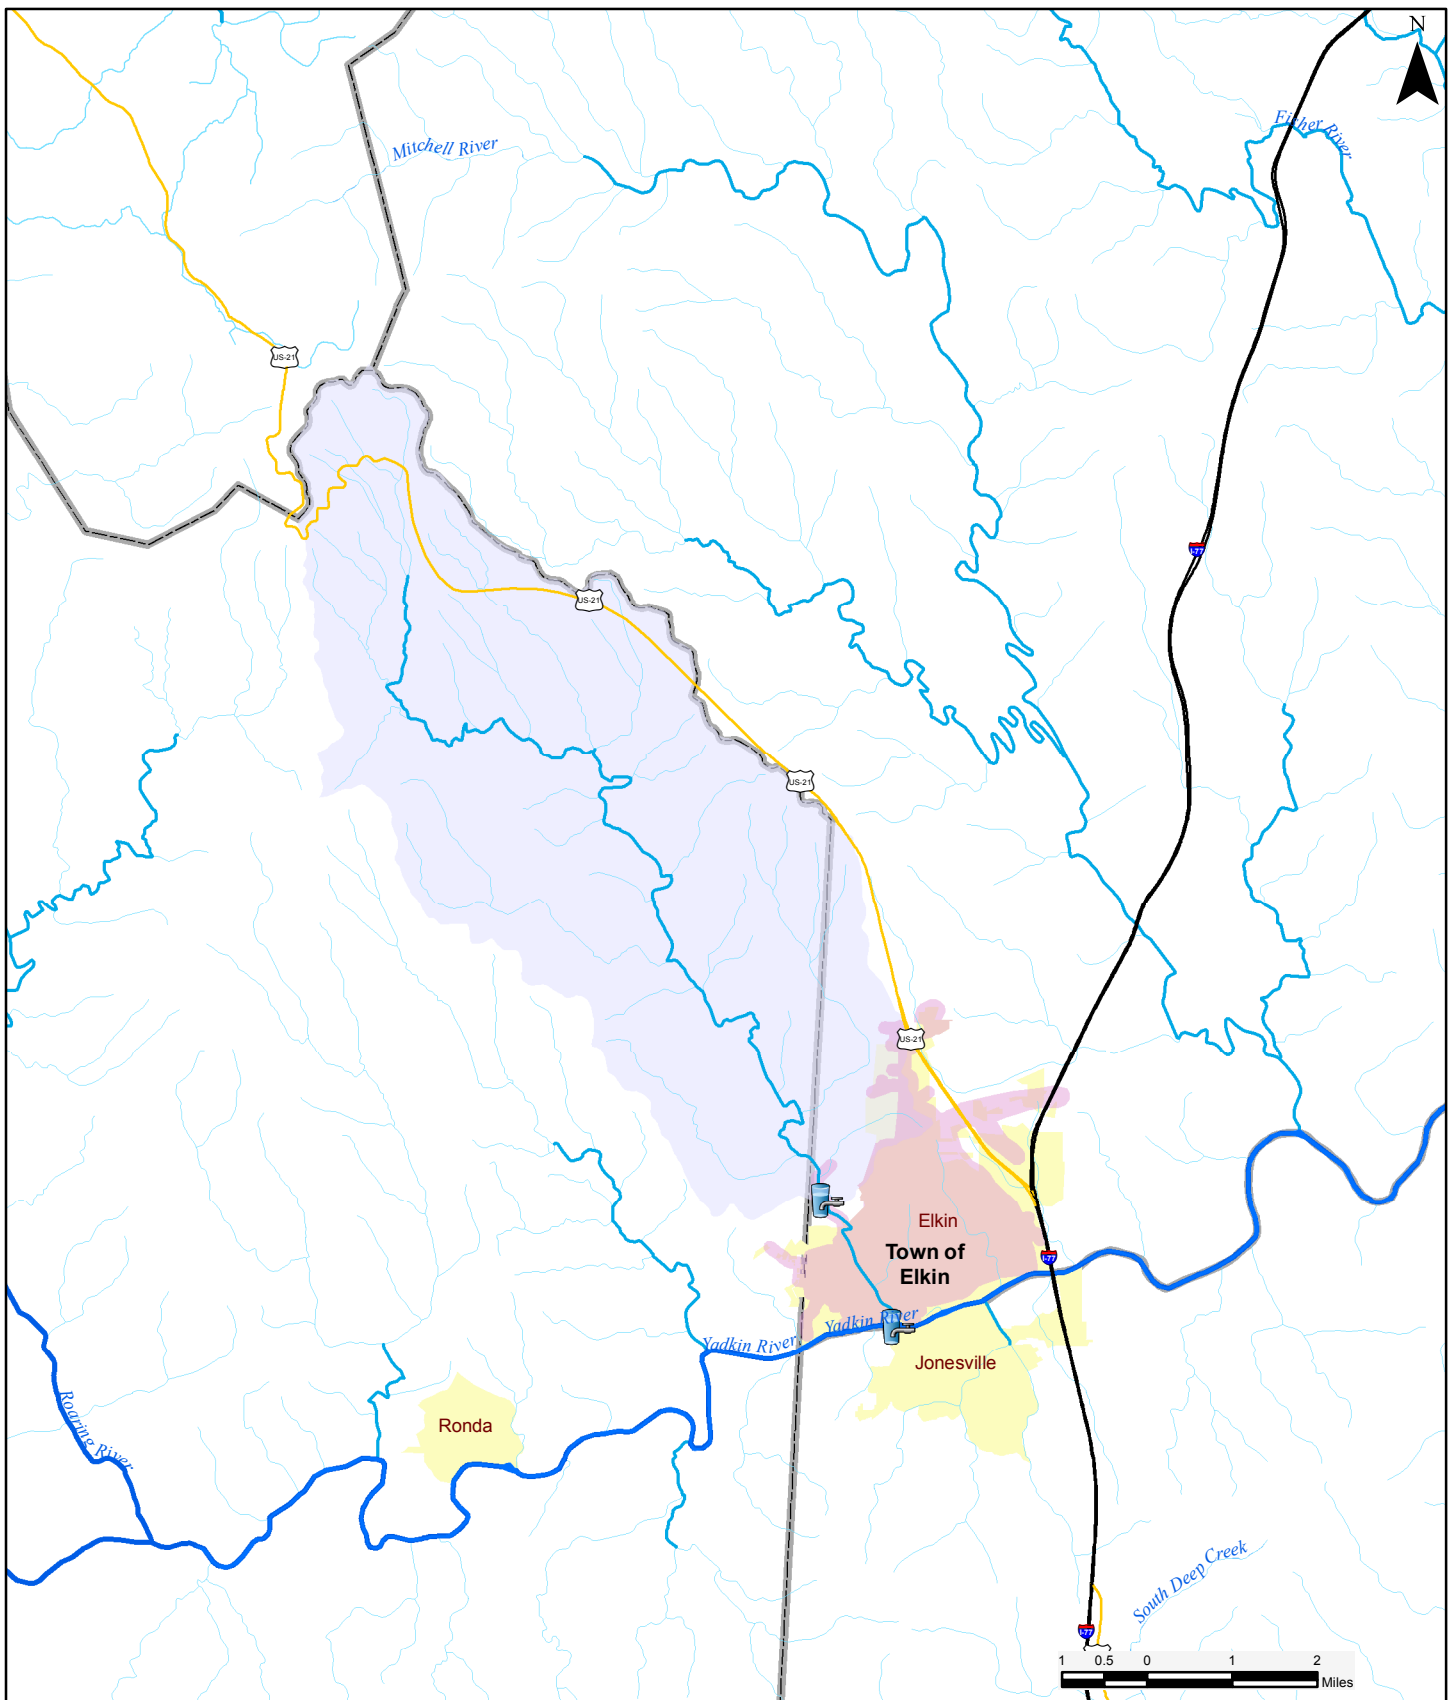 N
Fisher River
Mitchell River
US-21
I-77
US-21
US-21
US-21
Elkin
Town of
Elkin
I-77
Yadkin River
Yadkin River
Jonesville
Roaring River
Ronda
South Deep Creek
I-77
1 0.5 0 1 2
Miles